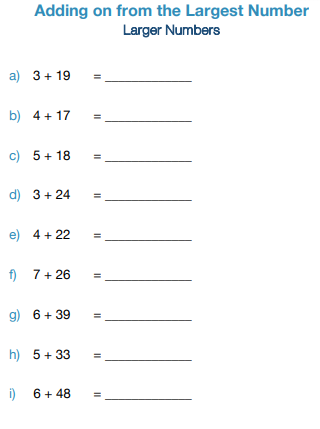 Adding on from the Largest Number
Larger Numbers
a) 3 + 19 = ____________
b) 4 + 17 = ____________
c) 5 + 18 = ____________
d) 3 + 24 = ____________
e) 4 + 22 = ____________
f) 7 + 26 = ____________
g) 6 + 39 = ____________
h) 5 + 33 = ____________
i) 6 + 48 = ____________